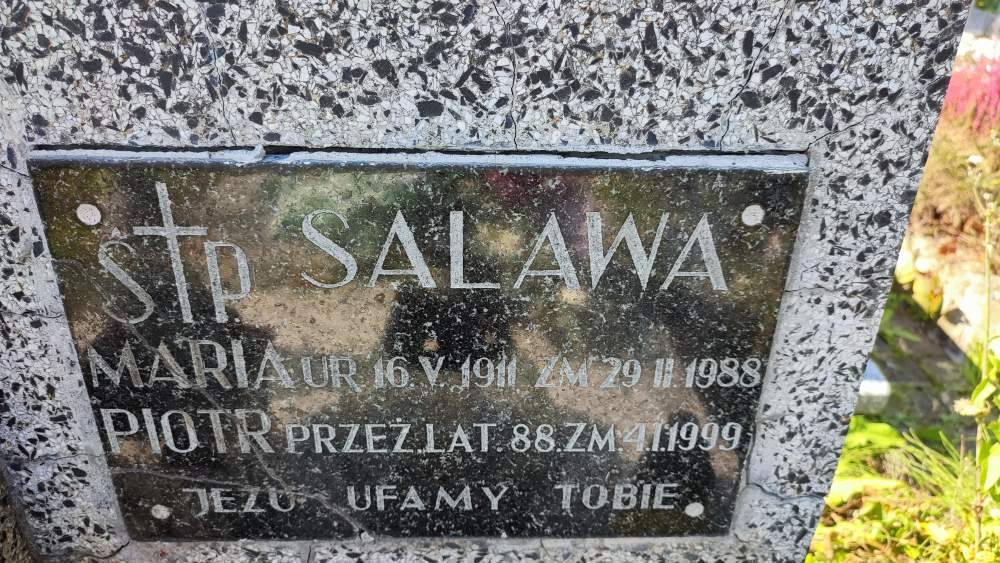 ŚP SALAWA
MARIA UR 16.V.1911 ZM 29 II 1988
PIOTR PRZEŻ.LAT.88.ZM.4.I.1999
JEZU UFAMY TOBIE